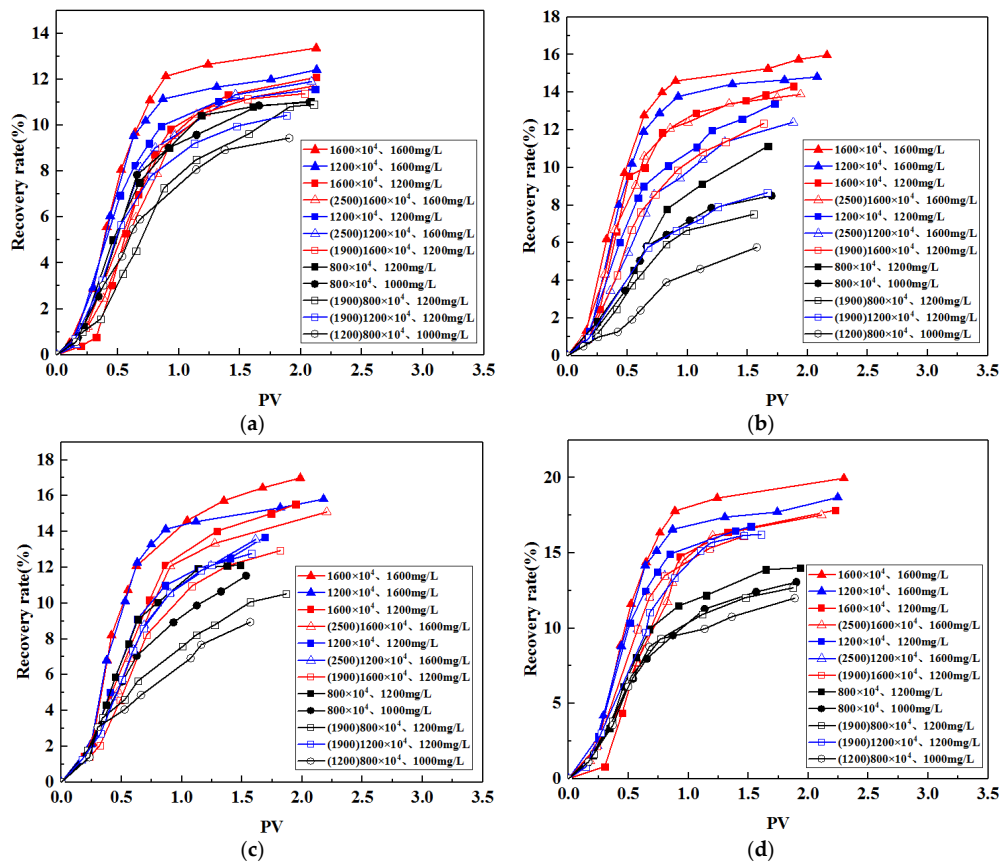 14
12
10
8
6
4
2
0
Recovery rate(%)
0.0 0.5 1.0 1.5 2.0 2.5 3.0 3.5
PV
1600×10⁴、1600mg/L
1200×10⁴、1600mg/L
1600×10⁴、1200mg/L
(2500)1600×10⁴、1600mg/L
1200×10⁴、1200mg/L
(2500)1200×10⁴、1600mg/L
(1900)1600×10⁴、1200mg/L
800×10⁴、1200mg/L
800×10⁴、1000mg/L
(1900)800×10⁴、1200mg/L
(1900)1200×10⁴、1200mg/L
(1200)800×10⁴、1000mg/L
(a)
18
16
14
12
10
8
6
4
2
0
Recovery rate(%)
0.0 0.5 1.0 1.5 2.0 2.5 3.0 3.5
PV
1600×10⁴、1600mg/L
1200×10⁴、1600mg/L
1600×10⁴、1200mg/L
(2500)1600×10⁴、1600mg/L
1200×10⁴、1200mg/L
(2500)1200×10⁴、1600mg/L
(1900)1600×10⁴、1200mg/L
800×10⁴、1200mg/L
800×10⁴、1000mg/L
(1900)800×10⁴、1200mg/L
(1900)1200×10⁴、1200mg/L
(1200)800×10⁴、1000mg/L
(b)
18
16
14
12
10
8
6
4
2
0
Recovery rate(%)
0.0 0.5 1.0 1.5 2.0 2.5 3.0 3.5
PV
1600×10⁴、1600mg/L
1200×10⁴、1600mg/L
1600×10⁴、1200mg/L
(2500)1600×10⁴、1600mg/L
1200×10⁴、1200mg/L
(2500)1200×10⁴、1600mg/L
(1900)1600×10⁴、1200mg/L
800×10⁴、1200mg/L
800×10⁴、1000mg/L
(1900)800×10⁴、1200mg/L
(1900)1200×10⁴、1200mg/L
(1200)800×10⁴、1000mg/L
(c)
20
15
10
5
0
Recovery rate(%)
0.0 0.5 1.0 1.5 2.0 2.5 3.0 3.5
PV
1600×10⁴、1600mg/L
1200×10⁴、1600mg/L
1600×10⁴、1200mg/L
(2500)1600×10⁴、1600mg/L
1200×10⁴、1200mg/L
(2500)1200×10⁴、1600mg/L
(1900)1600×10⁴、1200mg/L
800×10⁴、1200mg/L
800×10⁴、1000mg/L
(1900)800×10⁴、1200mg/L
(1900)1200×10⁴、1200mg/L
(1200)800×10⁴、1000mg/L
(d)